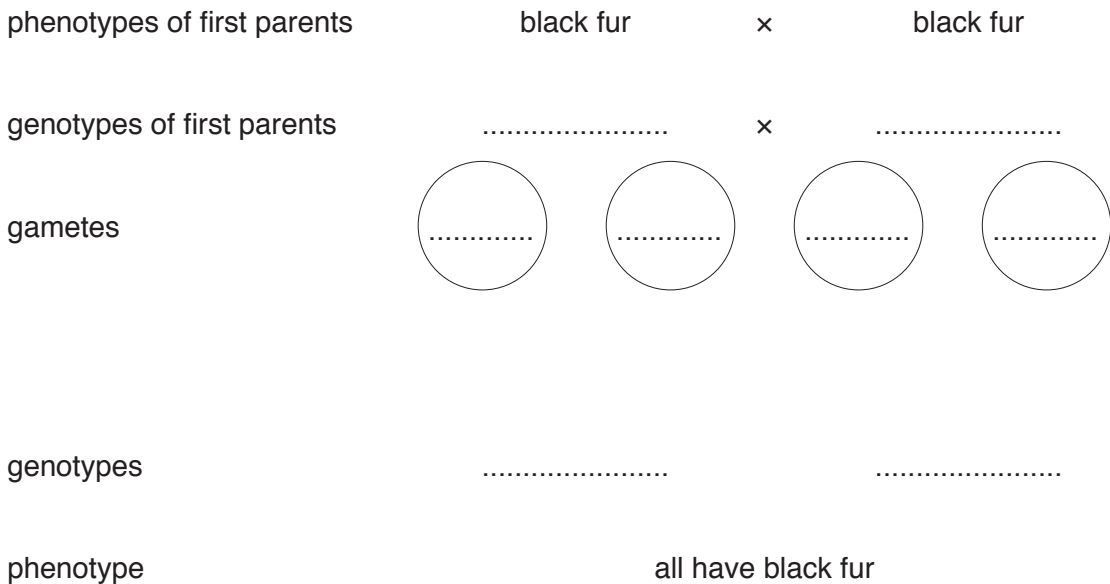 phenotypes of first parents black fur × black fur
genotypes of first parents ....................... × .......................
gametes ............. ............. ............. .............
genotypes ....................... .......................
phenotype all have black fur